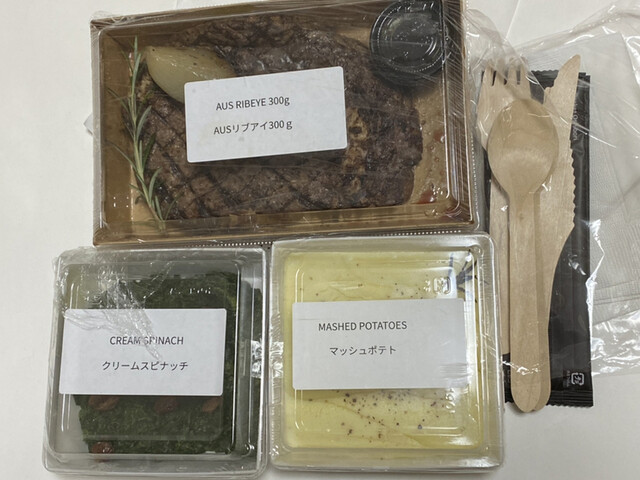 AUS RIBEYE 300g
AUSリブアイ300ｇ
CREAM SPINACH
クリームスピナッチ
MASHED POTATOES
マッシュポテト